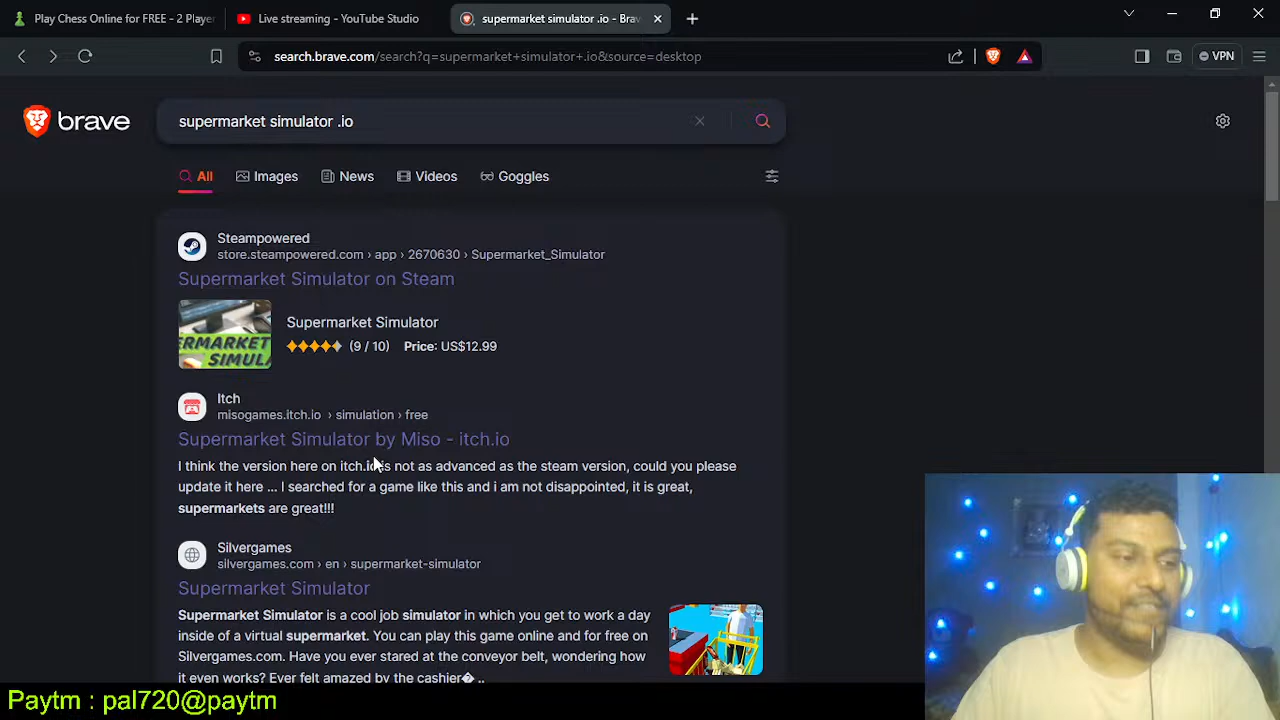 Play Chess Online for FREE - 2 Player
Live streaming - YouTube Studio
supermarket simulator .io - Brav
search.brave.com/search?q=supermarket+simulator+.io&source=desktop
VPN
brave
supermarket simulator .io
All
Images
News
Videos
Goggles
Steampowered
store.steampowered.com › app › 2670630 › Supermarket_Simulator
Supermarket Simulator on Steam
Supermarket Simulator
(9 / 10) Price: US$12.99
Itch
misogames.itch.io › simulation › free
Supermarket Simulator by Miso - itch.io
I think the version here on itch.io is not as advanced as the steam version, could you please
update it here ... I searched for a game like this and i am not disappointed, it is great,
supermarkets are great!!!
Silvergames
silvergames.com › en › supermarket-simulator
Supermarket Simulator
Supermarket Simulator is a cool job simulator in which you get to work a day
inside of a virtual supermarket. You can play this game online and for free on
Silvergames.com. Have you ever stared at the conveyor belt, wondering how
it even works? Ever felt amazed by the cashier� ..
Paytm : pal720@paytm